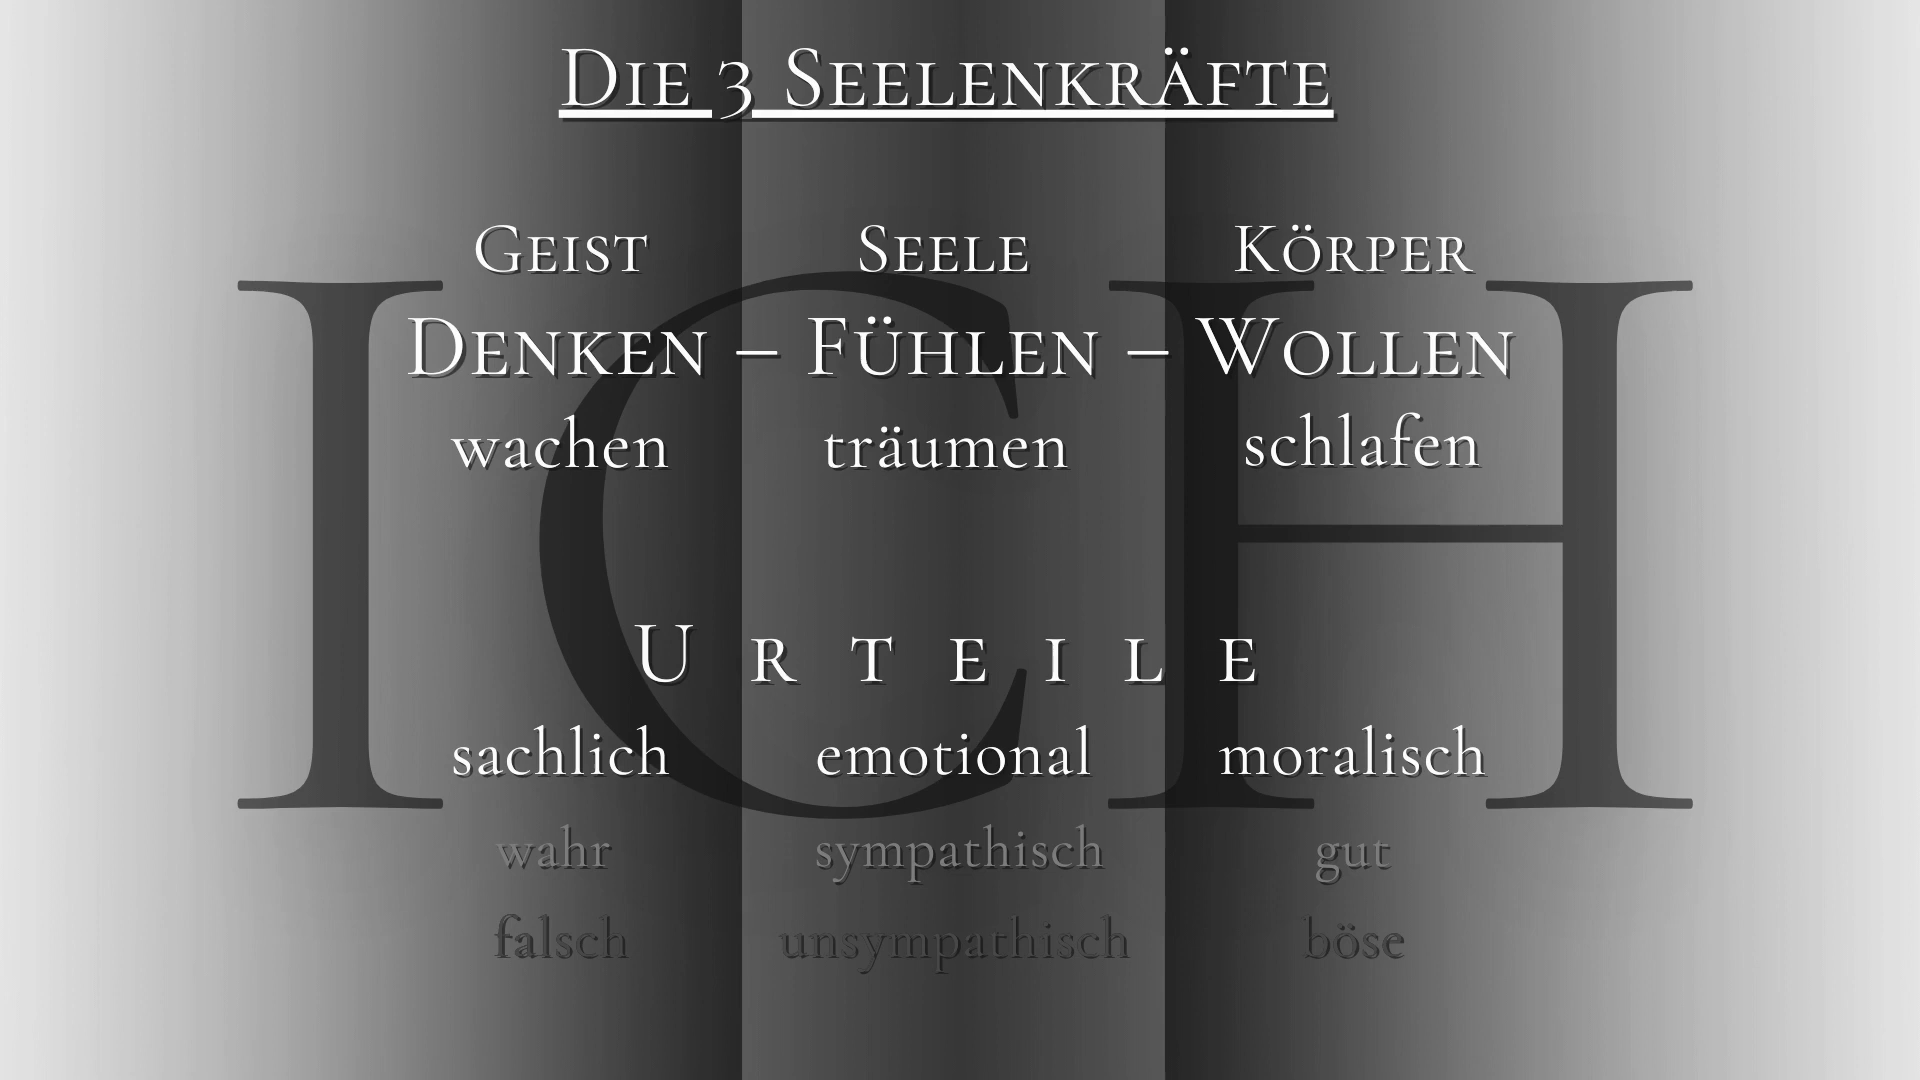 Die 3 Seelenkräfte
Geist Seele Körper
Denken – Fühlen – Wollen
wachen träumen schlafen
ICH
Urteile
sachlich emotional moralisch
wahr sympathisch gut
falsch unsympathisch böse